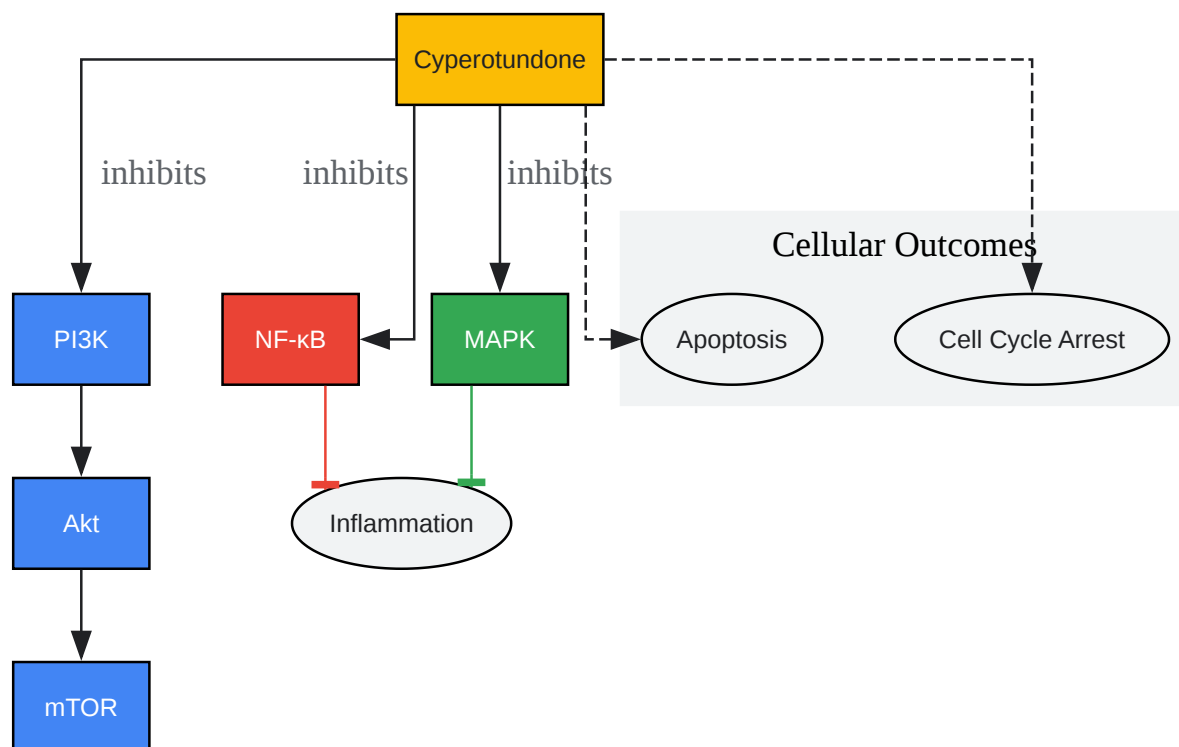 Cyperotundone
inhibits
inhibits
inhibits
Cellular Outcomes
PI3K
NF-κB
MAPK
Apoptosis
Cell Cycle Arrest
Akt
Inflammation
mTOR